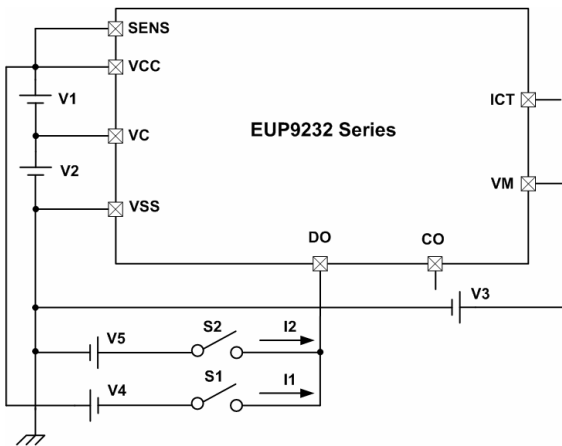 SENS
VCC
V1
ICT
VC
EUP9232 Series
V2
VM
VSS
DO
CO
V3
S2
I2
V5
S1
I1
V4